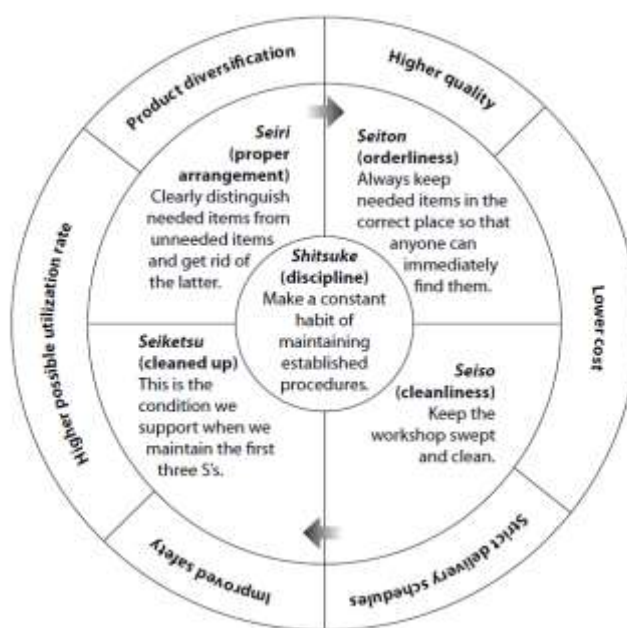 Product diversification
Higher quality
Lower cost
Strict delivery schedules
Improved safety
Higher possible utilization rate
Seiri
(proper
arrangement)
Clearly distinguish
needed items from
unneeded items
and get rid of
the latter.
Seiton
(orderliness)
Always keep
needed items in the
correct place so that
anyone can
immediately
find them.
Shitsuke
(discipline)
Make a constant
habit of
maintaining
established
procedures.
Seiketsu
(cleaned up)
This is the
condition we
support when we
maintain the first
three S's.
Seiso
(cleanliness)
Keep the
workshop swept
and clean.